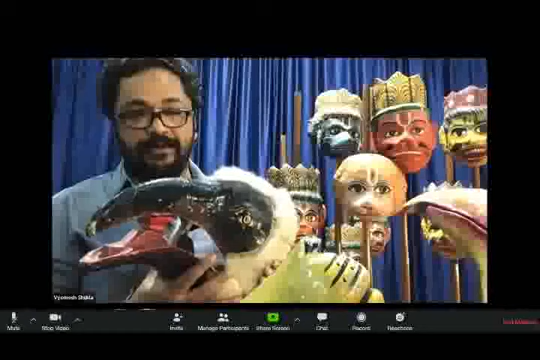 Vyomesh Shukla
Mute
Stop Video
Invite
Manage Participants
Share Screen
Chat
Record
Reactions